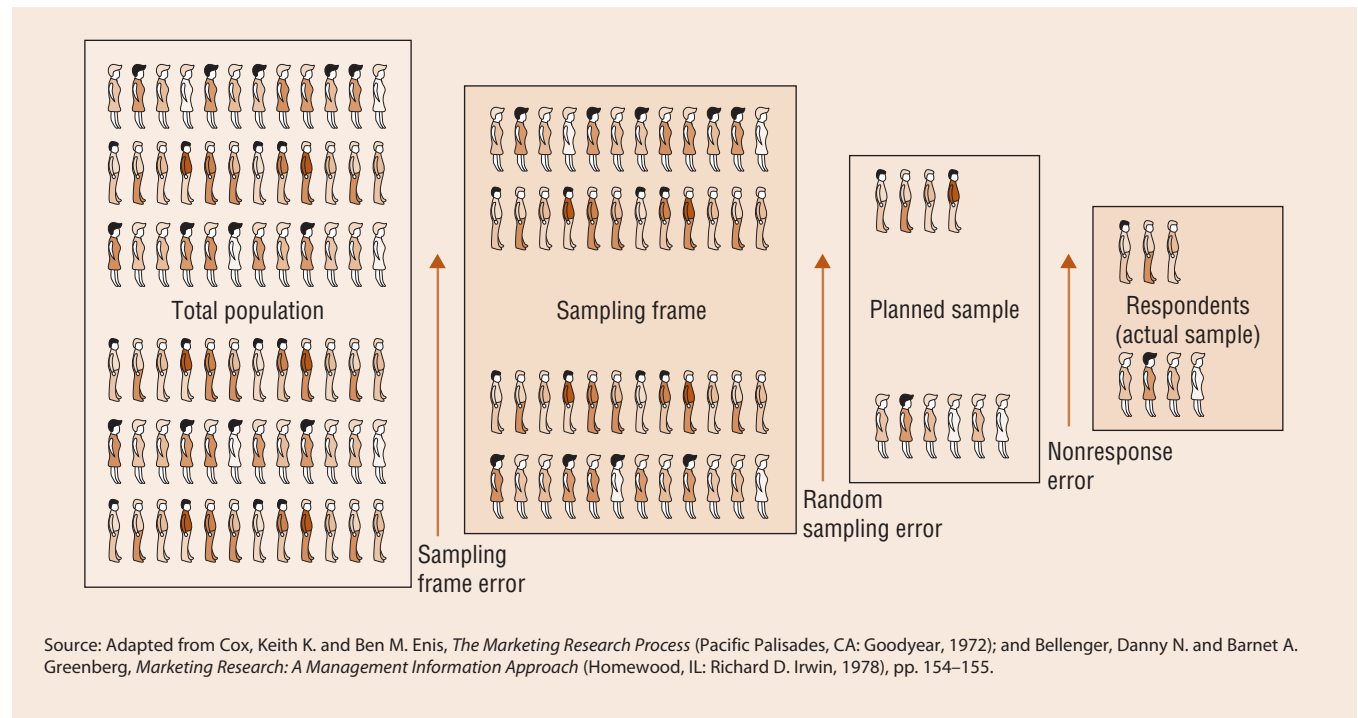 Total population
Sampling frame
Planned sample
Respondents
(actual sample)
Sampling
frame error
Random
sampling error
Nonresponse
error
Source: Adapted from Cox, Keith K. and Ben M. Enis, The Marketing Research Process (Pacific Palisades, CA: Goodyear, 1972); and Bellenger, Danny N. and Barnet A.
Greenberg, Marketing Research: A Management Information Approach (Homewood, IL: Richard D. Irwin, 1978), pp. 154–155.